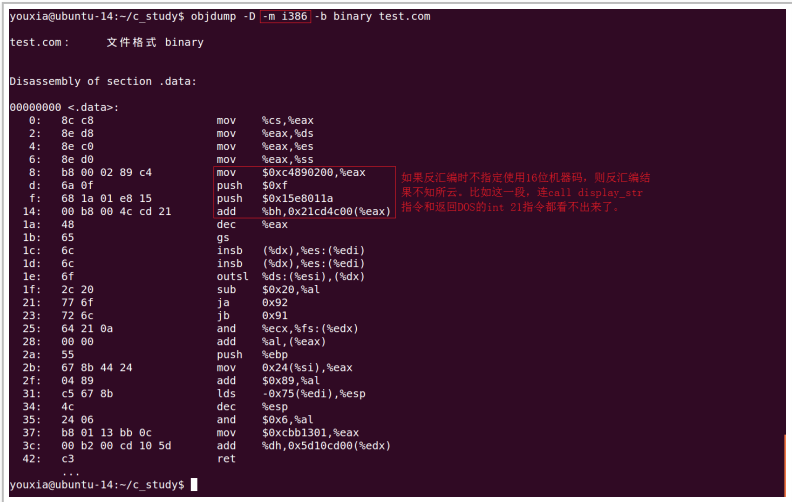 youxia@ubuntu-14:~/c_study$ objdump -D -m i386 -b binary test.com
test.com： 文件格式 binary
Disassembly of section .data:
00000000 <.data>:
0: 8c c8 mov %cs,%eax
2: 8e d8 mov %eax,%ds
4: 8e c0 mov %eax,%es
6: 8e d0 mov %eax,%ss
8: b8 00 02 89 c4 mov $0xc4890200,%eax
d: 6a 0f push $0xf
f: 68 1a 01 e8 15 push $0x15e8011a
14: 00 b8 00 4c cd 21 add %bh,0x21cd4c00(%eax)
如果反汇编时不指定使用16位机器码，则反汇编结
果不知所云。比如这一段，连call display_str
指令和返回DOS的int 21指令都看不出来了。
1a: 48 dec %eax
1b: 65 gs
1c: 6c insb (%dx),%es:(%edi)
1d: 6c insb (%dx),%es:(%edi)
1e: 6f outsl %ds:(%esi),(%dx)
1f: 2c 20 sub $0x20,%al
21: 77 6f ja 0x92
23: 72 6c jb 0x91
25: 64 21 0a and %ecx,%fs:(%edx)
28: 00 00 add %al,(%eax)
2a: 55 push %ebp
2b: 67 8b 44 24 mov 0x24(%si),%eax
2f: 04 89 add $0x89,%al
31: c5 67 8b lds -0x75(%edi),%esp
34: 4c dec %esp
35: 24 06 and $0x6,%al
37: b8 01 13 bb 0c mov $0xcbb1301,%eax
3c: 00 b2 00 cd 10 5d add %dh,0x5d10cd00(%edx)
42: c3 ret
...
youxia@ubuntu-14:~/c_study$